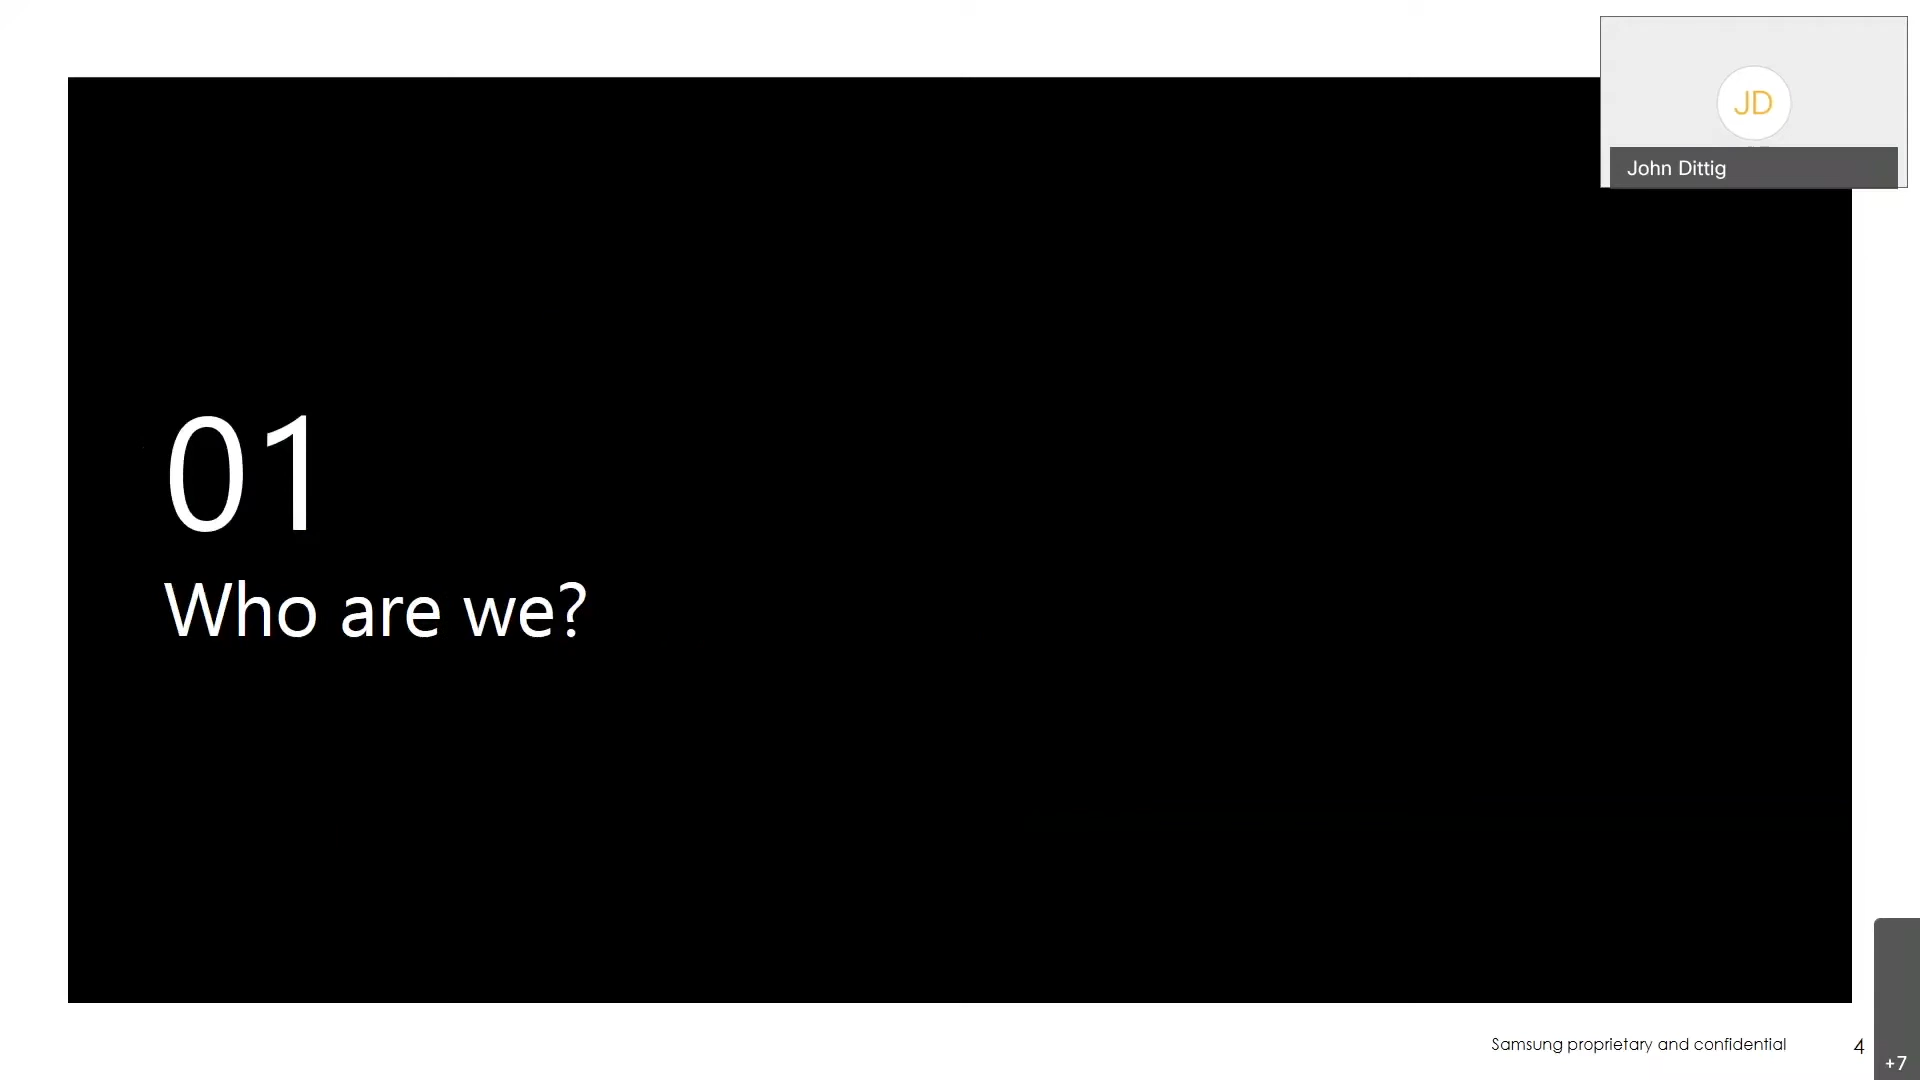 JD
John Dittig
01
Who are we?
Samsung proprietary and confidential
4
+7